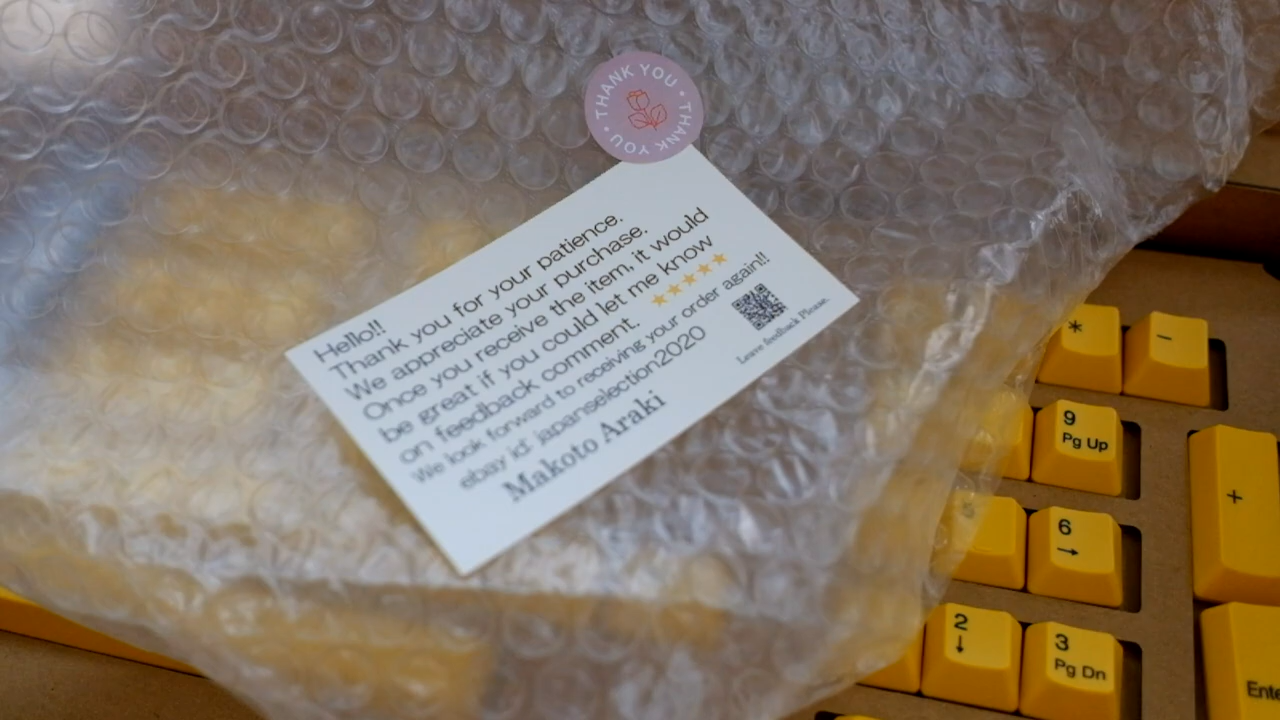 THANK YOU • THANK YOU •
Hello!!
Thank you for your patience.
We appreciate your purchase.
Once you receive the item, it would
be great if you could let me know
on feedback comment. ★★★★★
We look forward to receiving your order again!!
ebay id: japanselection2020
Makoto Araki
Leave feedback Please.
*
-
9
Pg Up
+
6
→
2
↓
3
Pg Dn